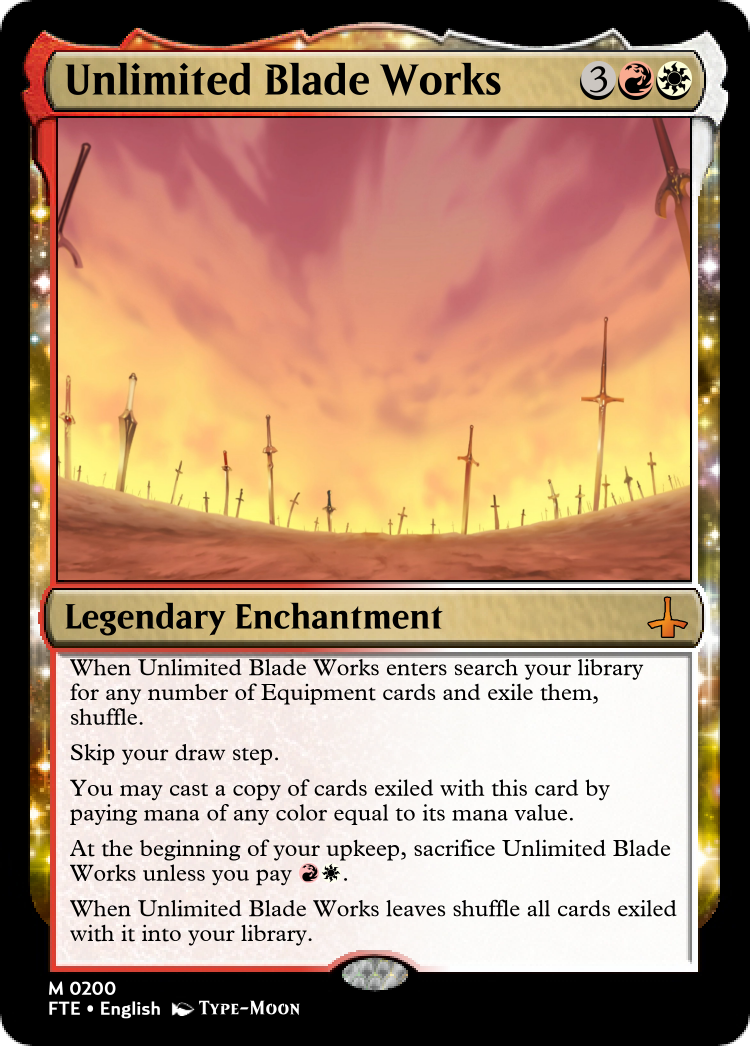 Unlimited Blade Works 3
Legendary Enchantment
When Unlimited Blade Works enters search your library
for any number of Equipment cards and exile them,
shuffle.
Skip your draw step.
You may cast a copy of cards exiled with this card by
paying mana of any color equal to its mana value.
At the beginning of your upkeep, sacrifice Unlimited Blade
Works unless you pay .
When Unlimited Blade Works leaves shuffle all cards exiled
with it into your library.
M 0200
FTE • English Type-Moon